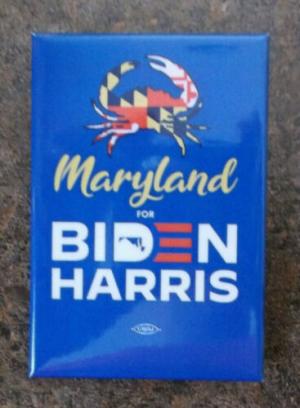 Maryland
FOR
BIDEN
HARRIS